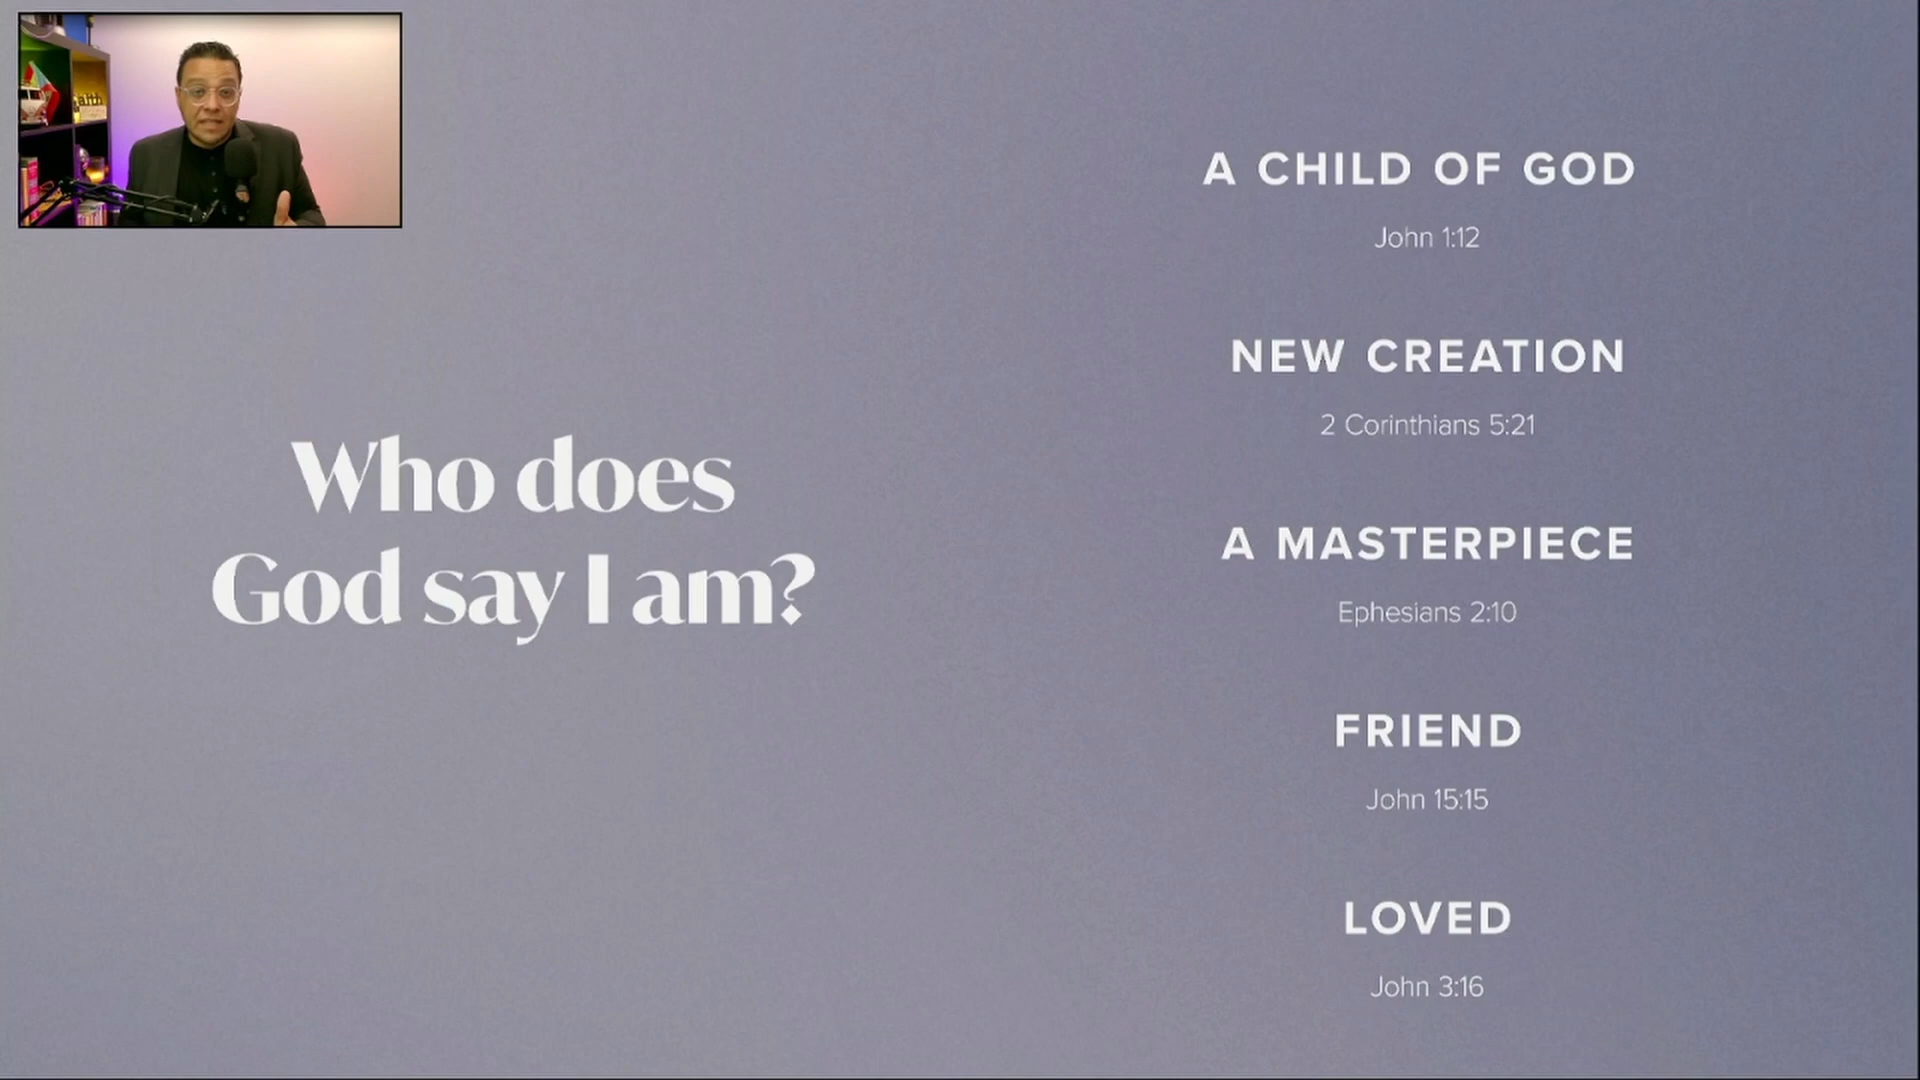 Who does
God say I am?
A CHILD OF GOD
John 1:12
NEW CREATION
2 Corinthians 5:21
A MASTERPIECE
Ephesians 2:10
FRIEND
John 15:15
LOVED
John 3:16